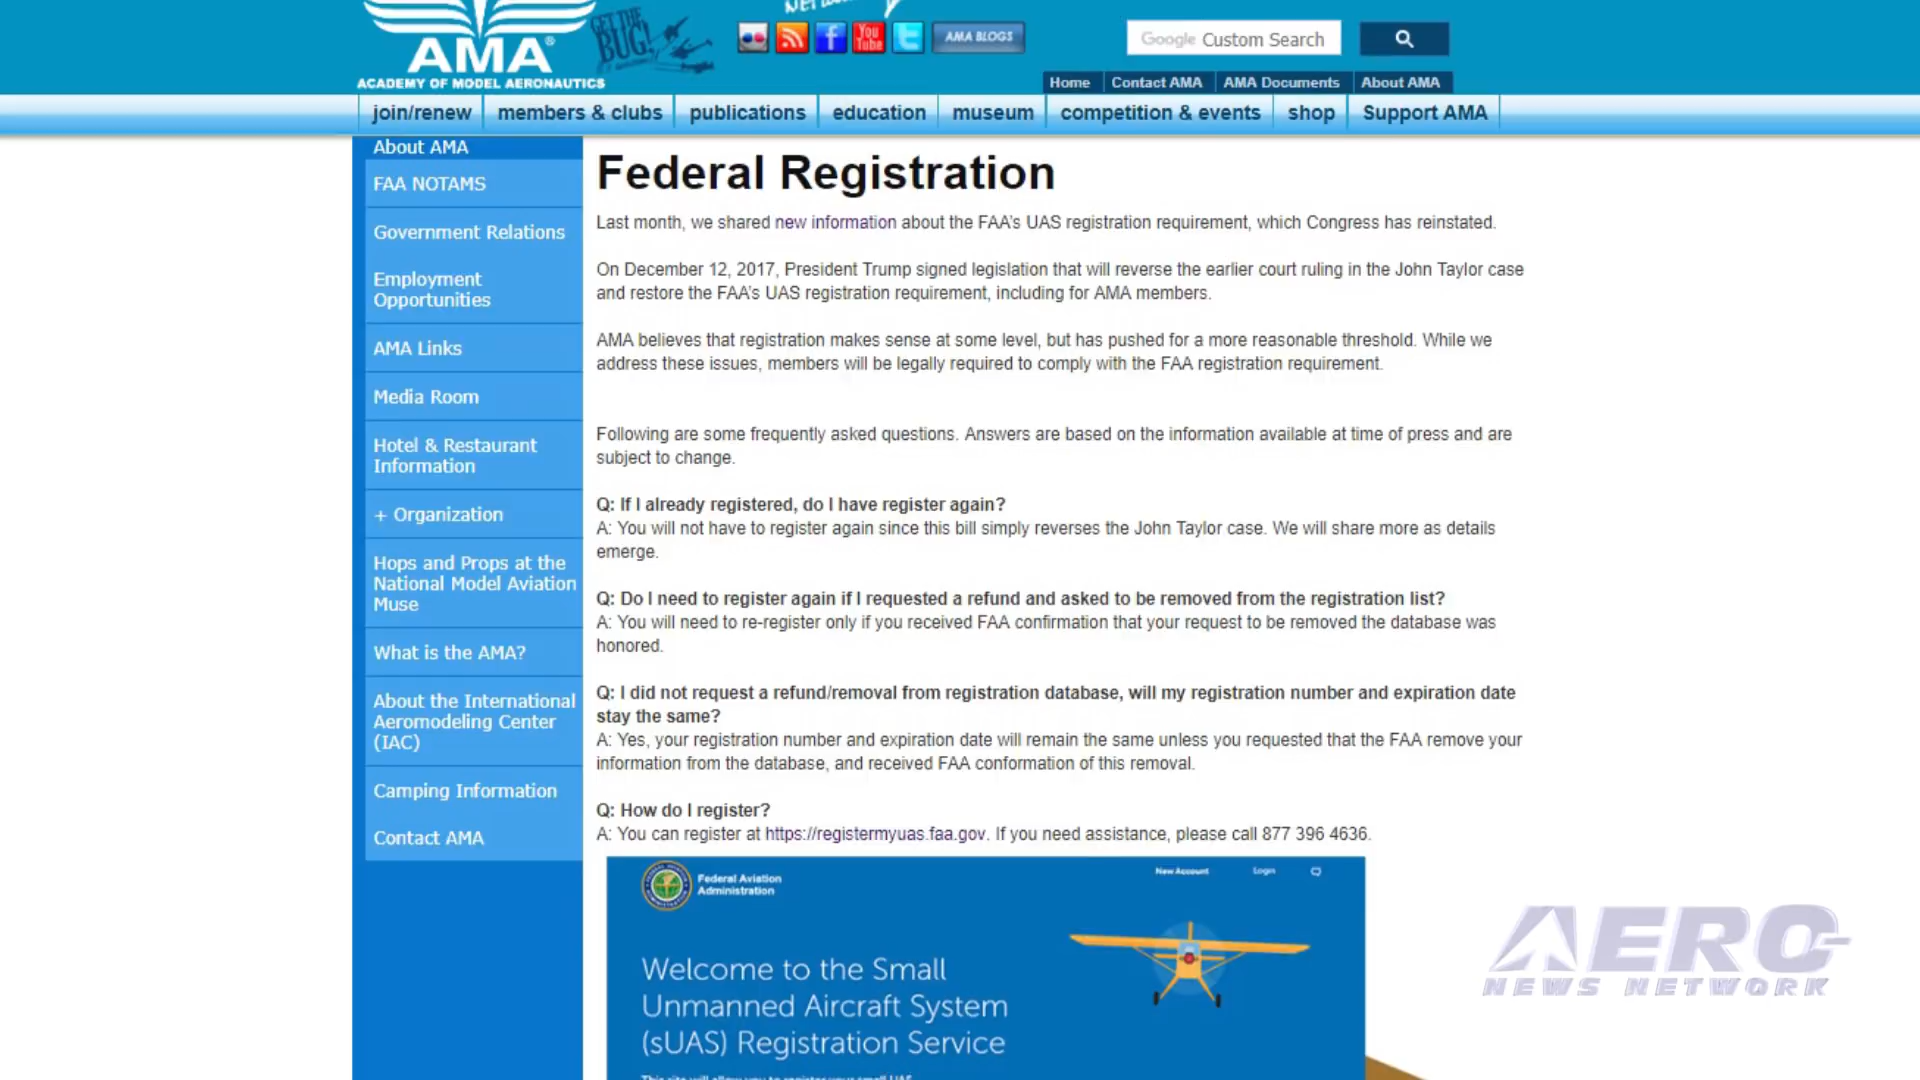 GET THE BUG!
AMA®
ACADEMY OF MODEL AERONAUTICS
You Tube
AMA BLOGS
Google Custom Search
Home Contact AMA AMA Documents About AMA
join/renew members & clubs publications education museum competition & events shop Support AMA
About AMA
FAA NOTAMS
Government Relations
Employment
Opportunities
AMA Links
Media Room
Hotel & Restaurant
Information
+ Organization
Hops and Props at the
National Model Aviation
Muse
What is the AMA?
About the International
Aeromodeling Center
(IAC)
Camping Information
Contact AMA
Federal Registration
Last month, we shared new information about the FAA's UAS registration requirement, which Congress has reinstated.
On December 12, 2017, President Trump signed legislation that will reverse the earlier court ruling in the John Taylor case
and restore the FAA's UAS registration requirement, including for AMA members.
AMA believes that registration makes sense at some level, but has pushed for a more reasonable threshold. While we
address these issues, members will be legally required to comply with the FAA registration requirement.
Following are some frequently asked questions. Answers are based on the information available at time of press and are
subject to change.
Q: If I already registered, do I have register again?
A: You will not have to register again since this bill simply reverses the John Taylor case. We will share more as details
emerge.
Q: Do I need to register again if I requested a refund and asked to be removed from the registration list?
A: You will need to re-register only if you received FAA confirmation that your request to be removed the database was
honored.
Q: I did not request a refund/removal from registration database, will my registration number and expiration date
stay the same?
A: Yes, your registration number and expiration date will remain the same unless you requested that the FAA remove your
information from the database, and received FAA conformation of this removal.
Q: How do I register?
A: You can register at https://registermyuas.faa.gov. If you need assistance, please call 877 396 4636.
Federal Aviation
Administration
New Account Login
Welcome to the Small
Unmanned Aircraft System
(sUAS) Registration Service
This site will allow you to register your small UAS
AERO
NEWS NETWORK